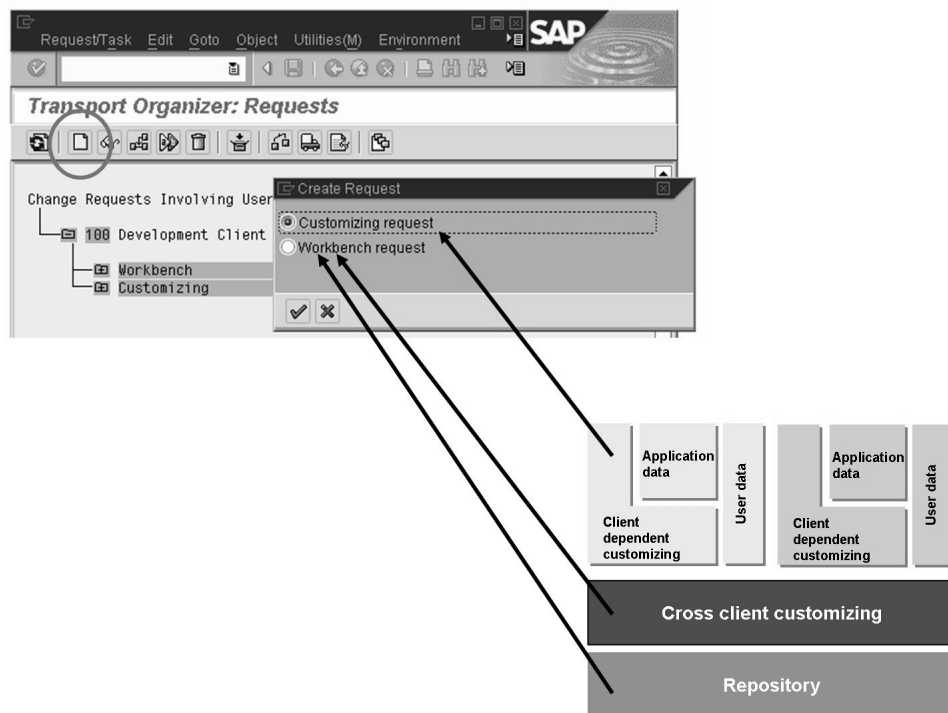 SAP
Request/Task Edit Goto Object Utilities(M) Environment
Transport Organizer: Requests
Change Requests Involving User
100 Development Client
Workbench
Customizing
Create Request
Customizing request
Workbench request
Application
data
User data
Client
dependent
customizing
Application
data
User data
Client
dependent
customizing
Cross client customizing
Repository